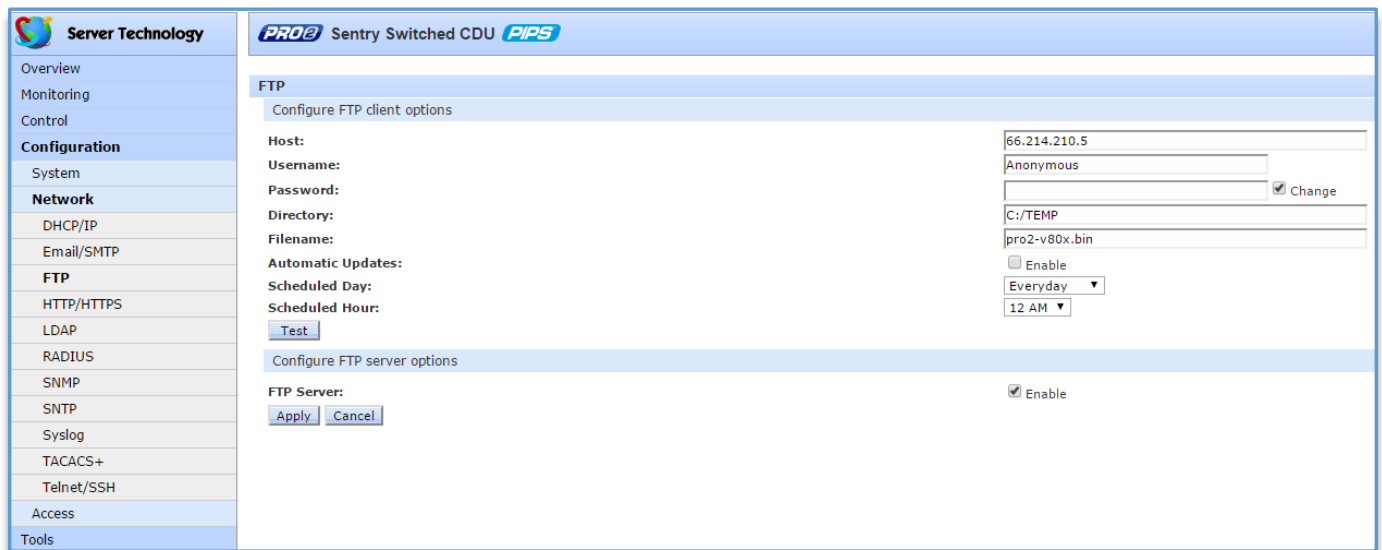 Server Technology
PRO2 Sentry Switched CDU PIPS
Overview
Monitoring
Control
Configuration
System
Network
DHCP/IP
Email/SMTP
FTP
HTTP/HTTPS
LDAP
RADIUS
SNMP
SNTP
Syslog
TACACS+
Telnet/SSH
Access
Tools
FTP
Configure FTP client options
Host: 66.214.210.5
Username: Anonymous
Password: Change
Directory: C:/TEMP
Filename: pro2-v80x.bin
Automatic Updates: Enable
Scheduled Day: Everyday
Scheduled Hour: 12 AM
Test
Configure FTP server options
FTP Server: Enable
Apply Cancel